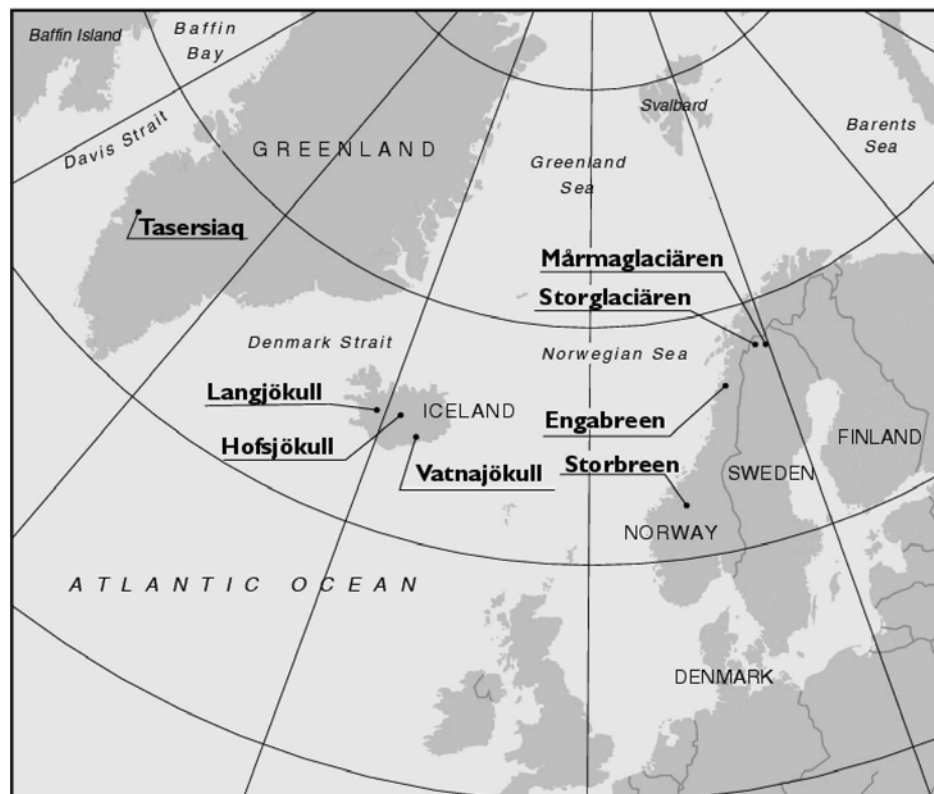 Baffin Island
Baffin
Bay
Davis Strait
GREENLAND
Svalbard
Barents
Sea
Greenland
Sea
Tasersiaq
Mårmaglaciären
Storglaciären
Denmark Strait
Norwegian Sea
Langjökull
ICELAND
Hofsjökull
Vatnajökull
Engabreen
FINLAND
Storbreen
SWEDEN
NORWAY
ATLANTIC OCEAN
DENMARK